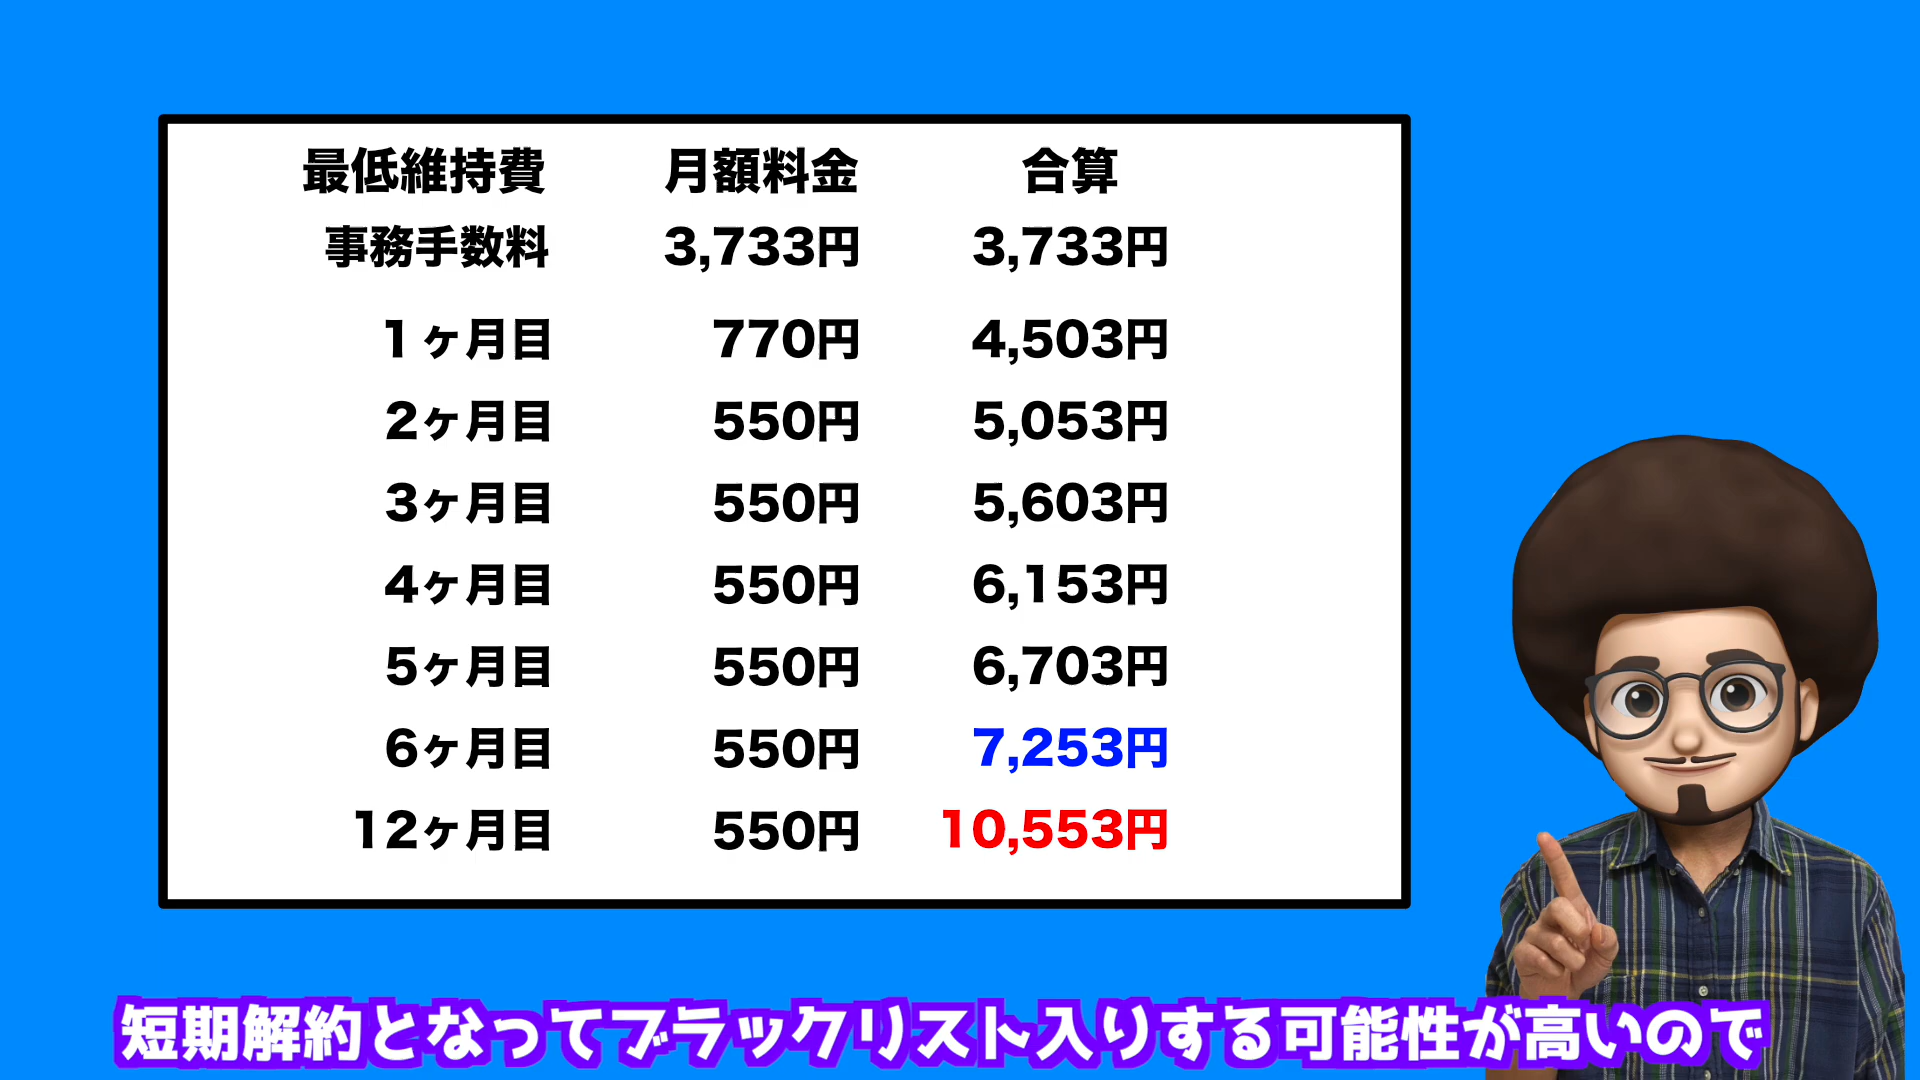 最低維持費 月額料金 合算
事務手数料 3,733円 3,733円
1ヶ月目 770円 4,503円
2ヶ月目 550円 5,053円
3ヶ月目 550円 5,603円
4ヶ月目 550円 6,153円
5ヶ月目 550円 6,703円
6ヶ月目 550円 7,253円
12ヶ月目 550円 10,553円
短期解約となってブラックリスト入りする可能性が高いので